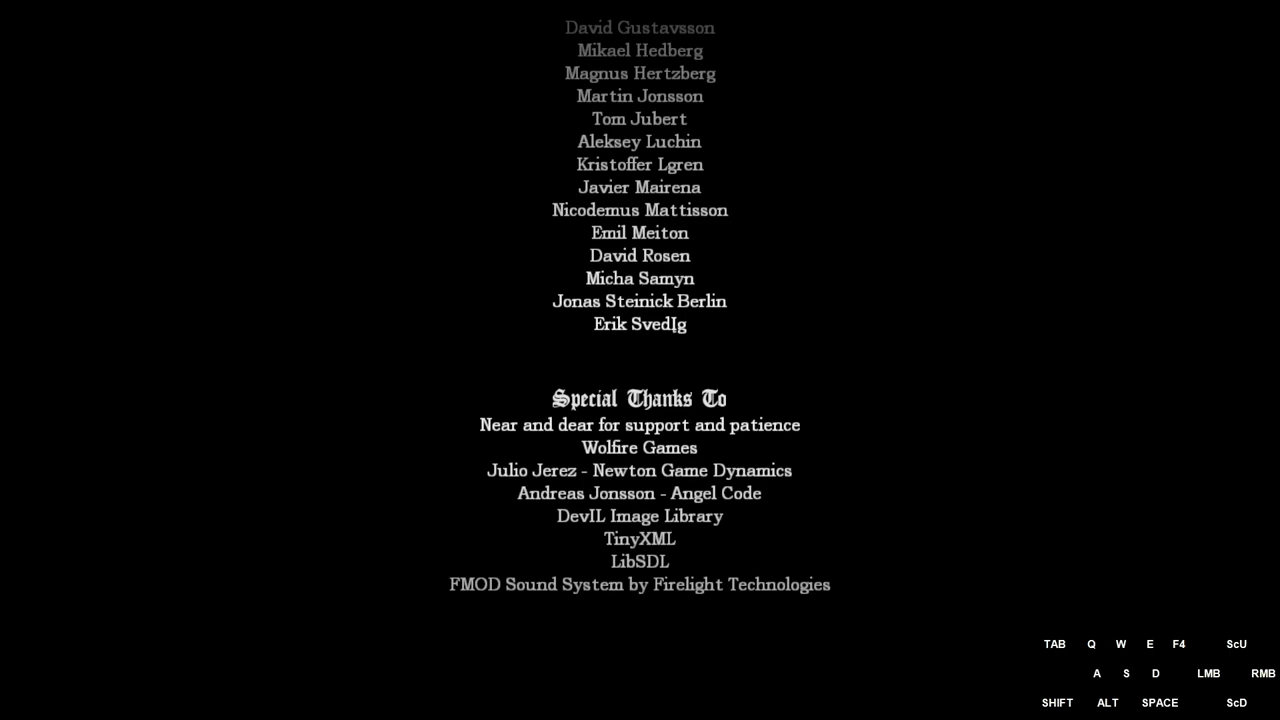 David Gustavsson
Mikael Hedberg
Magnus Hertzberg
Martin Jonsson
Tom Jubert
Aleksey Luchin
Kristoffer Lgren
Javier Mairena
Nicodemus Mattisson
Emil Meiton
David Rosen
Micha Samyn
Jonas Steinick Berlin
Erik SvedIg
Special Thanks To
Near and dear for support and patience
Wolfire Games
Julio Jerez - Newton Game Dynamics
Andreas Jonsson - Angel Code
DevIL Image Library
TinyXML
LibSDL
FMOD Sound System by Firelight Technologies
TAB Q W E F4 ScU
A S D LMB RMB
SHIFT ALT SPACE ScD